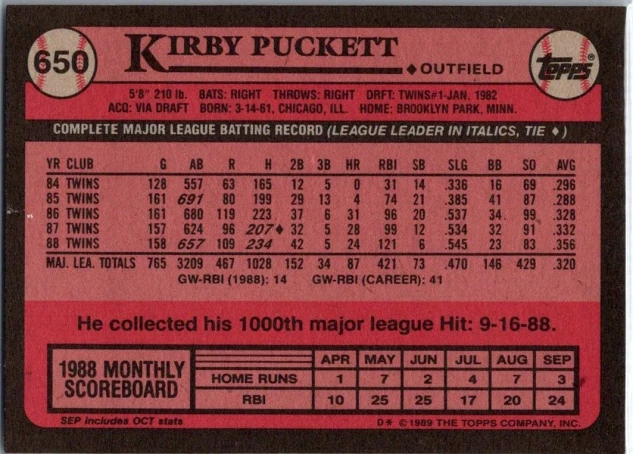 650 KIRBY PUCKETT
OUTFIELD topps®
5'8" 210 lb. BATS: RIGHT THROWS: RIGHT DRFT: TWINS#1-JAN. 1982
ACQ: VIA DRAFT BORN: 3-14-61, CHICAGO, ILL. HOME: BROOKLYN PARK, MINN.
COMPLETE MAJOR LEAGUE BATTING RECORD (LEAGUE LEADER IN ITALICS, TIE ♦)
YR CLUB G AB R H 2B 3B HR RBI SB SLG BB SO AVG
84 TWINS 128 557 63 165 12 5 0 31 14 .336 16 69 .296
85 TWINS 161 691 80 199 29 13 4 74 21 .385 41 87 .288
86 TWINS 161 680 119 223 37 6 31 96 20 .537 34 99 .328
87 TWINS 157 624 96 207♦ 32 5 28 99 12 .534 32 91 .332
88 TWINS 158 657 109 234 42 5 24 121 6 .545 23 83 .356
MAJ. LEA. TOTALS 765 3209 467 1028 152 34 87 421 73 .470 146 429 .320
GW-RBI (1988): 14 GW-RBI (CAREER): 41
He collected his 1000th major league Hit: 9-16-88.
1988 MONTHLY SCOREBOARD
APR MAY JUN JUL AUG SEP
HOME RUNS 1 7 2 4 7 3
RBI 10 25 25 17 20 24
SEP includes OCT stats D* © 1989 THE TOPPS COMPANY, INC.